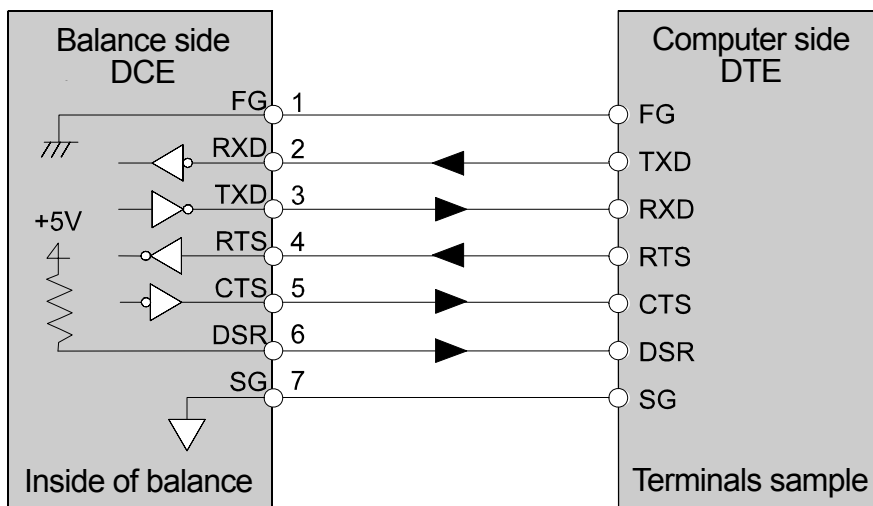 Balance side
DCE
Computer side
DTE
FG 1 FG
RXD 2 TXD
TXD 3 RXD
+5V
RTS 4 RTS
CTS 5 CTS
DSR 6 DSR
SG 7 SG
Inside of balance
Terminals sample